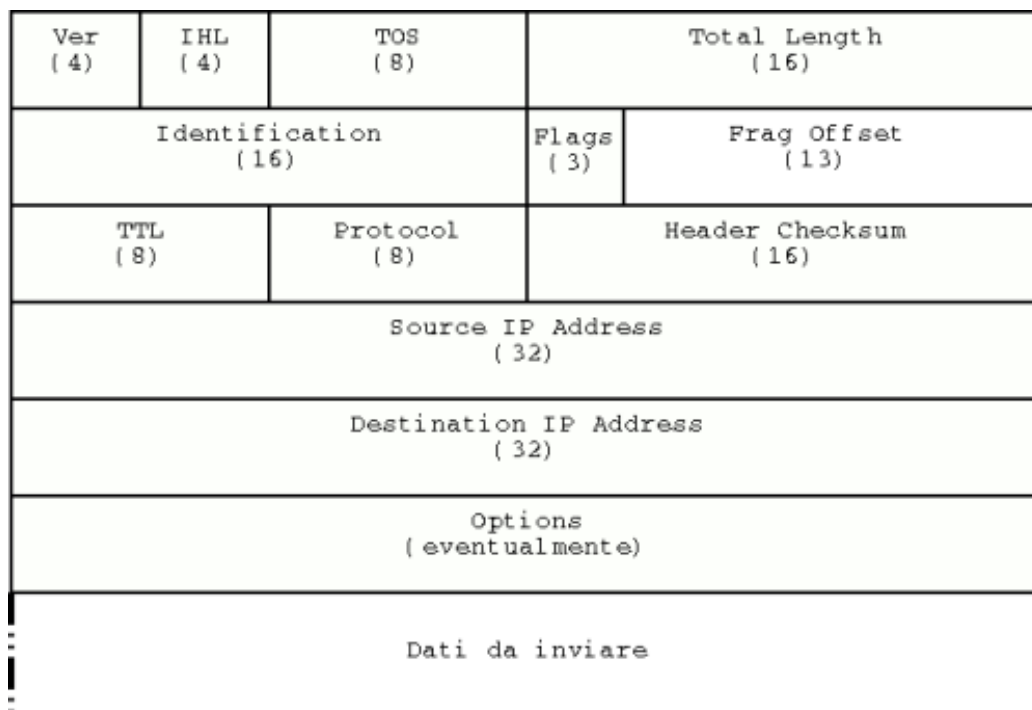 Ver IHL TOS Total Length
(4) (4) (8) (16)
Identification Flags Frag Offset
(16) (3) (13)
TTL Protocol Header Checksum
(8) (8) (16)
Source IP Address
(32)
Destination IP Address
(32)
Options
(eventualmente)
Dati da inviare